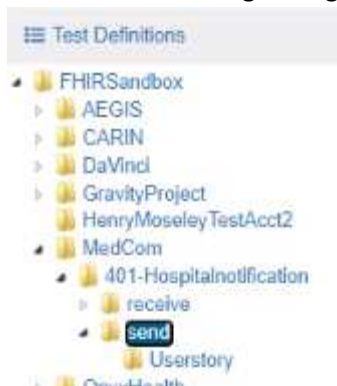 Test Definitions
FHIRSandbox
AEGIS
CARIN
DaVinci
GravityProject
HenryMoseleyTestAcct2
MedCom
401-Hospitalnotification
receive
send
Userstory